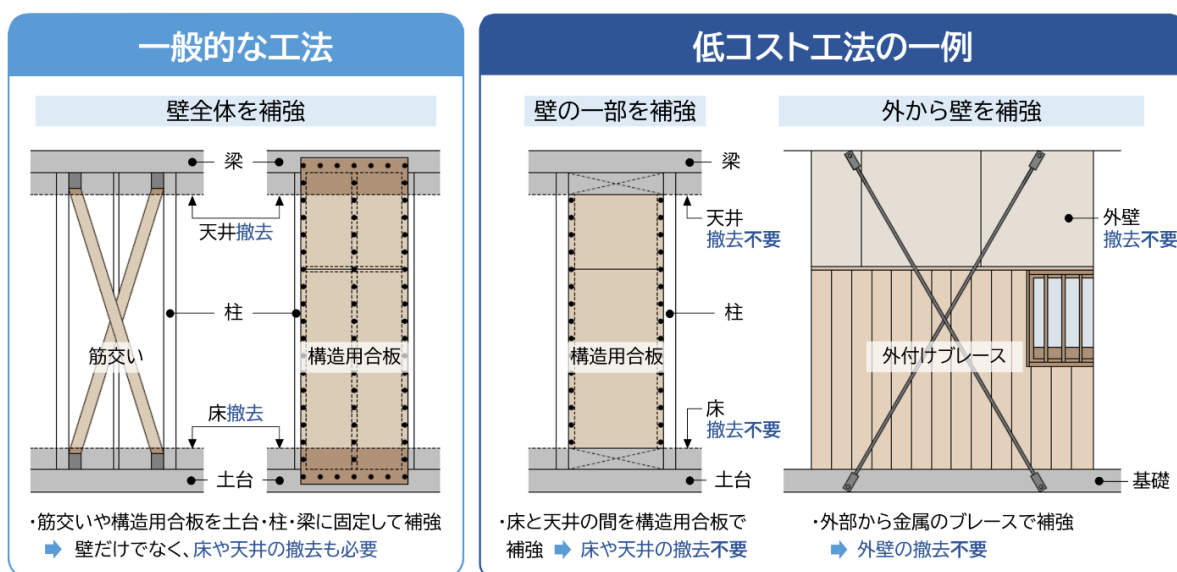 一般的な工法
壁全体を補強
梁
天井撤去
柱
筋交い
構造用合板
床撤去
土台
・筋交いや構造用合板を土台・柱・梁に固定して補強
➡ 壁だけでなく、床や天井の撤去も必要
低コスト工法の一例
壁の一部を補強
梁
天井
撤去不要
柱
構造用合板
床
撤去不要
土台
・床と天井の間を構造用合板で
補強 ➡ 床や天井の撤去不要
外から壁を補強
外壁
撤去不要
外付けブレース
基礎
・外部から金属のブレースで補強
➡ 外壁の撤去不要